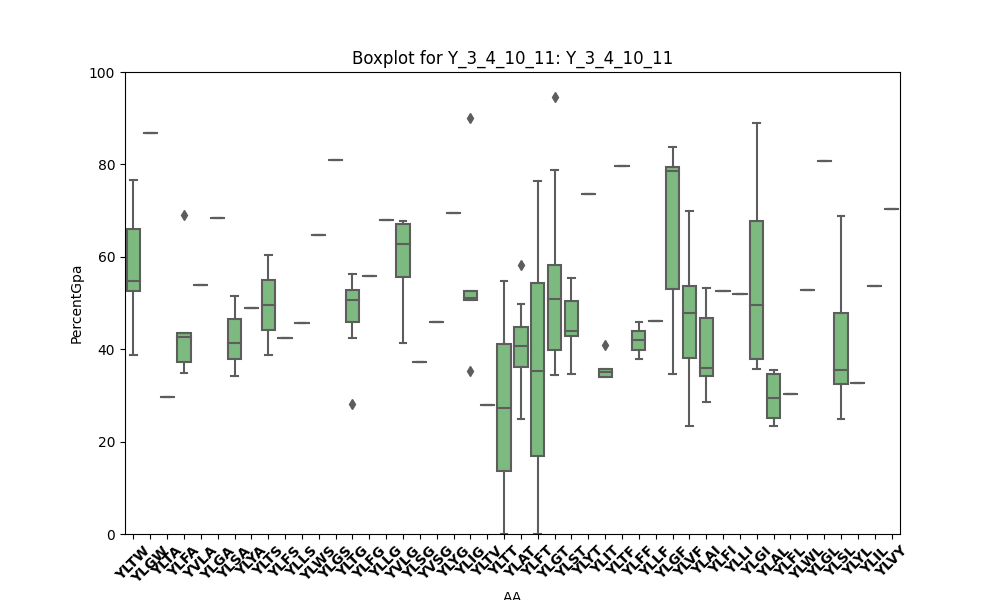 Boxplot for Y_3_4_10_11: Y_3_4_10_11
PercentGpa
100
80
60
40
20
0
YLTW
YLGW
YLTA
YLFA
YVLA
YLGA
YLSA
YLYA
YLTS
YLFS
YLLS
YLWS
YLGS
YLTG
YLFG
YLLG
YVLG
YLSG
YVSG
YLYG
YLIG
YLTV
YLTT
YLAT
YLFT
YLGT
YLST
YLYT
YLIT
YLTF
YLFF
YLLF
YLGF
YLVF
YLAI
YLFI
YLLI
YLGI
YLAL
YLFL
YLWL
YLGL
YLSL
YLYL
YLIL
YLVY
AA